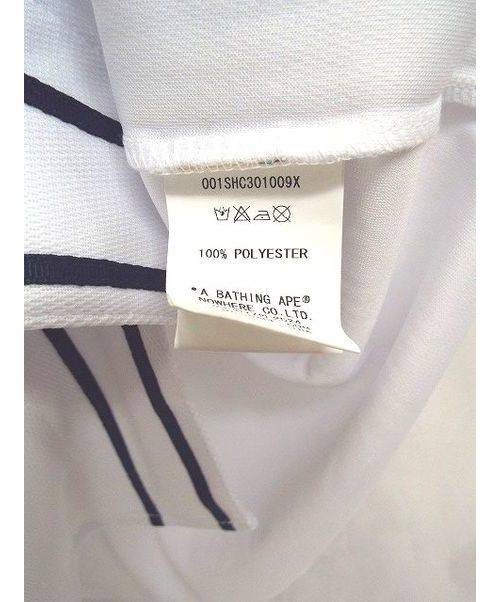 001SHC301009X
100% POLYESTER
*A BATHING APE®
NOWHERE CO.LTD.